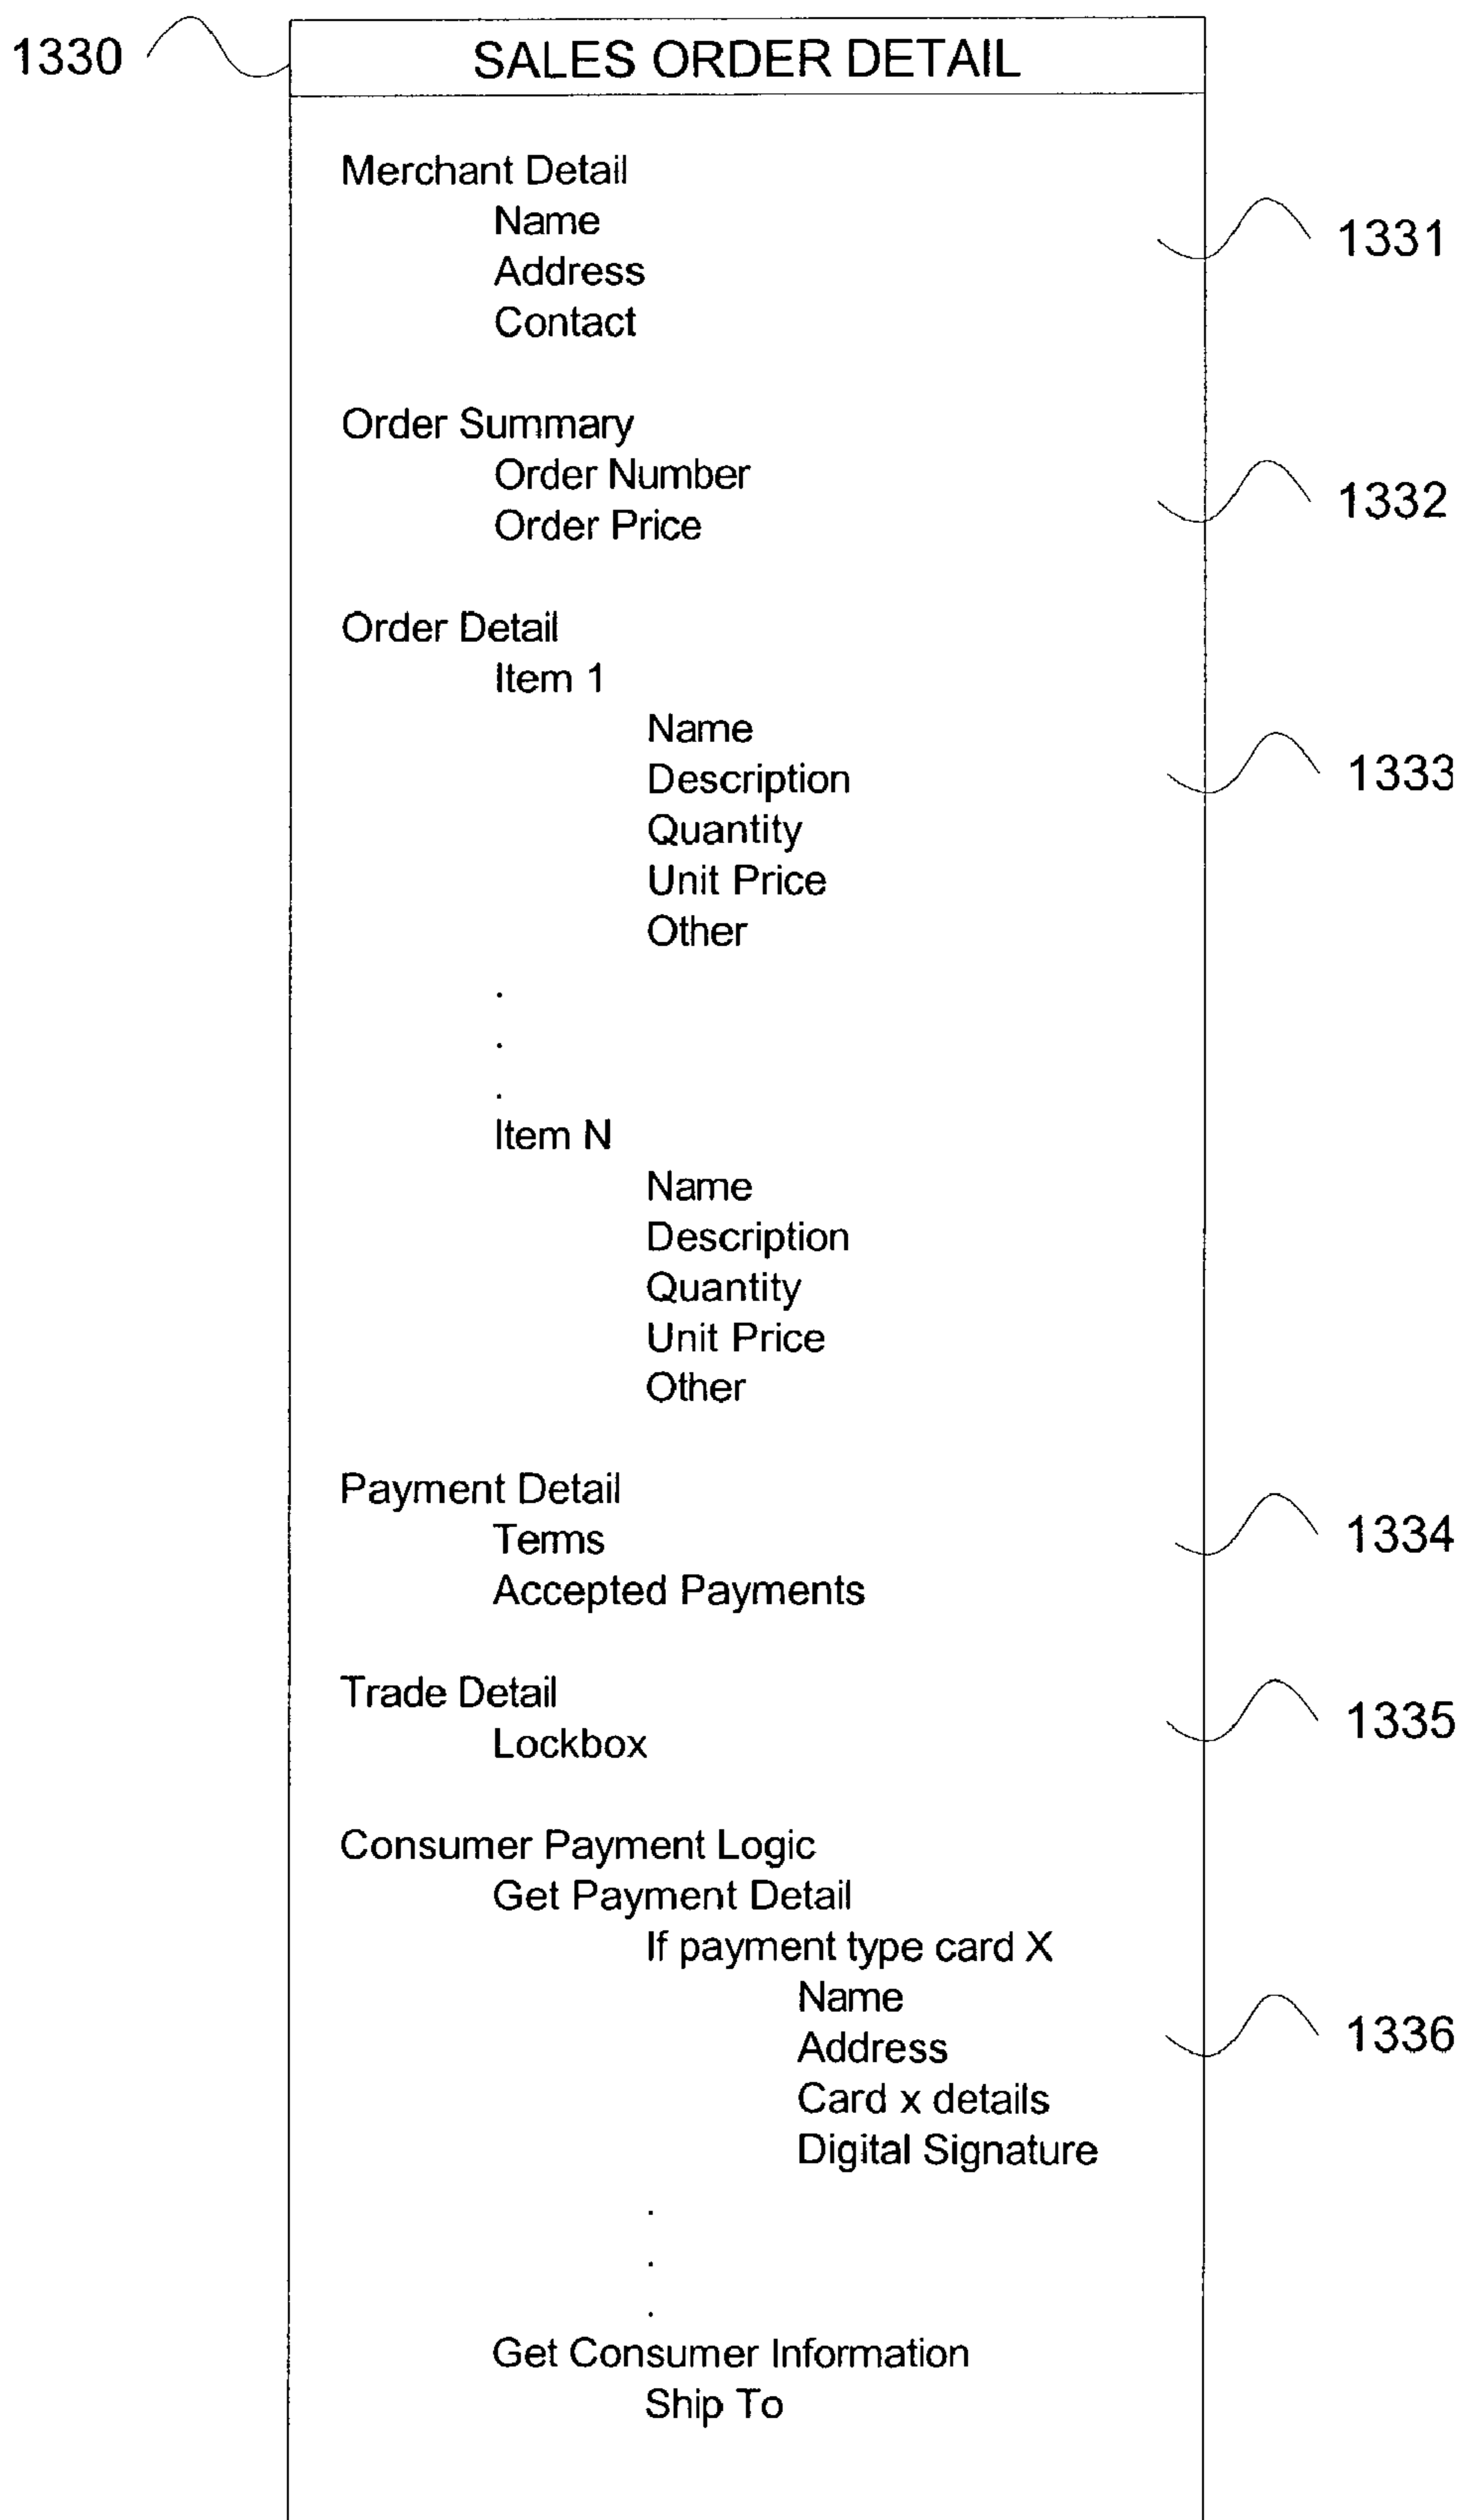 1330 SALES ORDER DETAIL
Merchant Detail
Name
1331
Address
Contact
Order Summary
Order Number
1332
Order Price
Order Detail
Item 1
Name
Description 1333
Quantity
Unit Price
Other
.
.
.
Item N
Name
Description
Quantity
Unit Price
Other
Payment Detail
Terms 1334
Accepted Payments
Trade Detail
1335
Lockbox
Consumer Payment Logic
Get Payment Detail
If payment type card X
Name
Address 1336
Card x details
Digital Signature
.
.
.
Get Consumer Information
Ship To